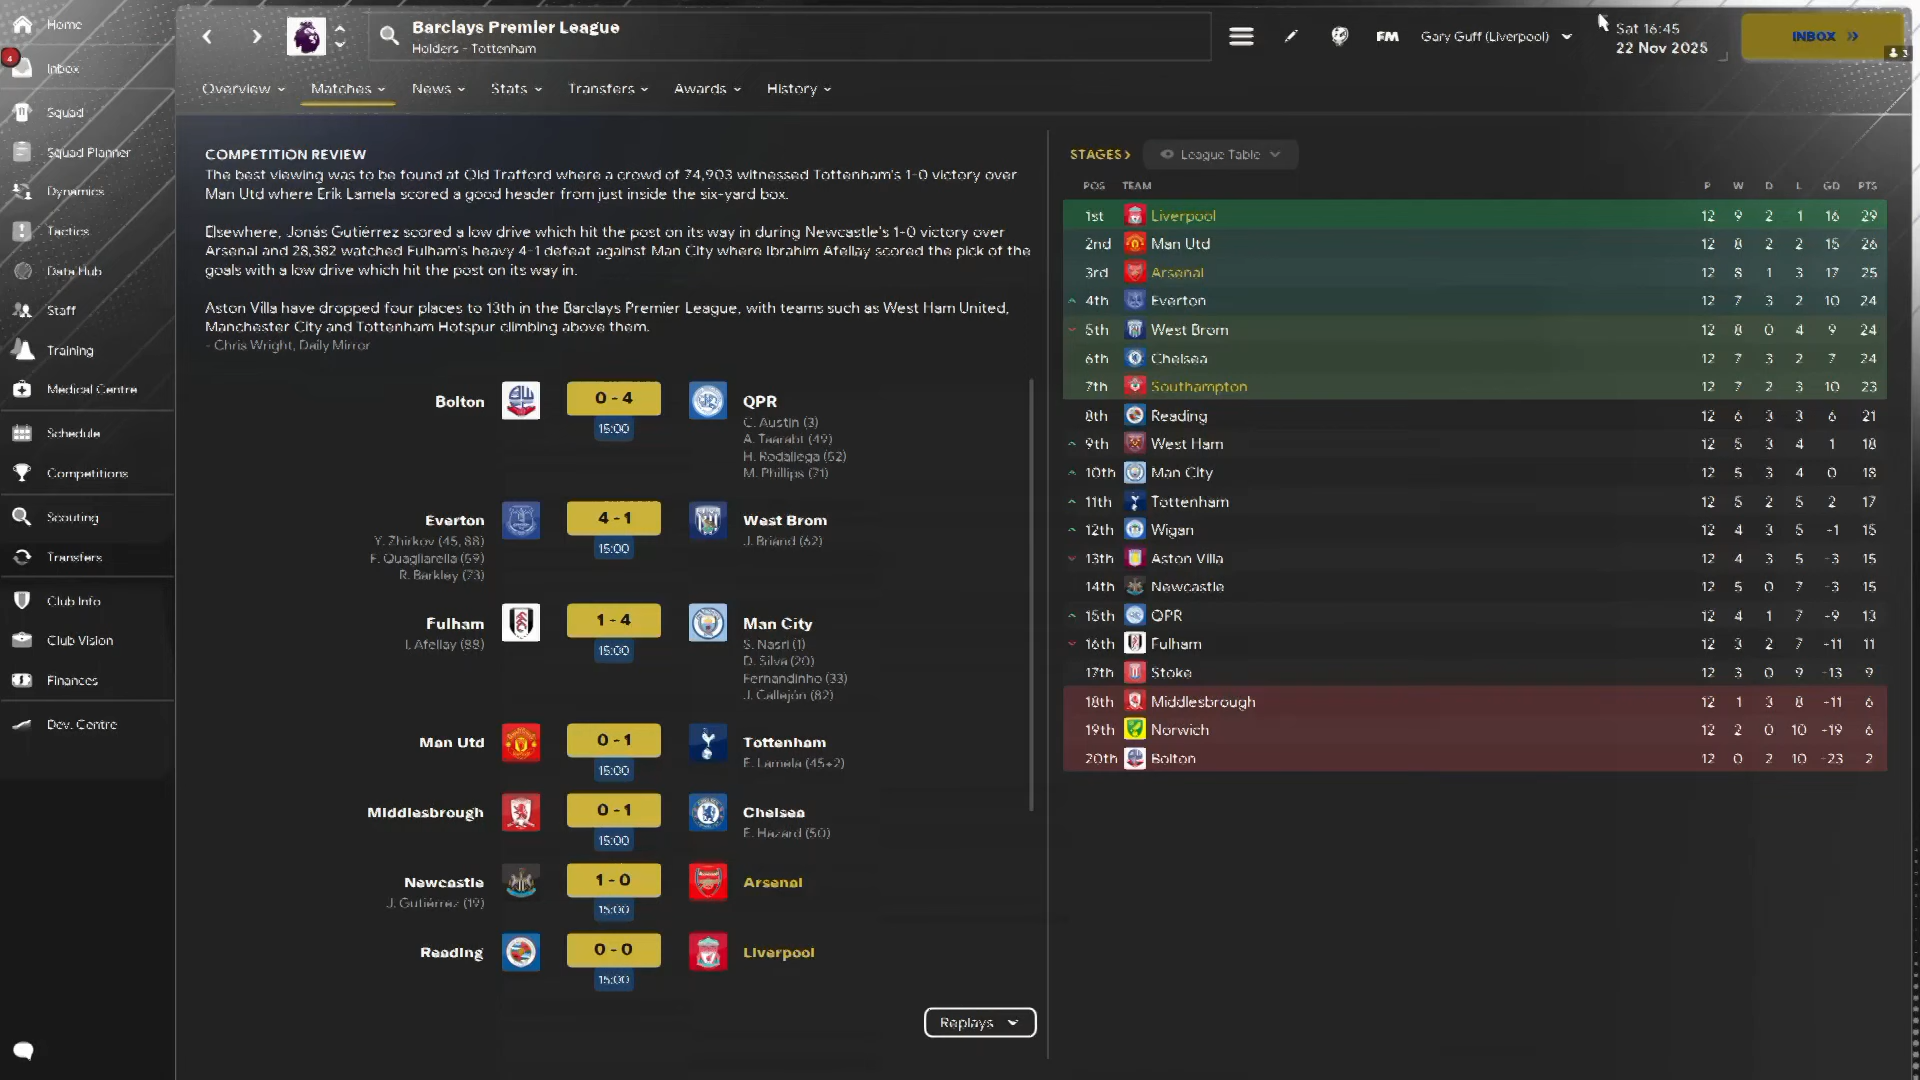 Home
4
Inbox
Squad
Squad Planner
Dynamics
Tactics
Data Hub
Staff
Training
Medical Centre
Schedule
Competitions
Scouting
Transfers
Club Info
Club Vision
Finances
Dev. Centre
Barclays Premier League
Holders - Tottenham
FM
Gary Guff (Liverpool)
Sat 16:45
22 Nov 2025
INBOX
3
Overview
Matches
News
Stats
Transfers
Awards
History
COMPETITION REVIEW
The best viewing was to be found at Old Trafford where a crowd of 74,903 witnessed Tottenham's 1-0 victory over
Man Utd where Erik Lamela scored a good header from just inside the six-yard box.
Elsewhere, Jonás Gutiérrez scored a low drive which hit the post on its way in during Newcastle's 1-0 victory over
Arsenal and 28,382 watched Fulham's heavy 4-1 defeat against Man City where Ibrahim Afellay scored the pick of the
goals with a low drive which hit the post on its way in.
Aston Villa have dropped four places to 13th in the Barclays Premier League, with teams such as West Ham United,
Manchester City and Tottenham Hotspur climbing above them.
- Chris Wright, Daily Mirror
Bolton 0 - 4 QPR
15:00
C. Austin (3)
A. Taarabt (49)
H. Rodallega (52)
M. Phillips (71)
Everton 4 - 1 West Brom
15:00
Y. Zhirkov (45, 88)
F. Quagliarella (59)
R. Barkley (73)
J. Briand (62)
Fulham 1 - 4 Man City
15:00
I. Afellay (88)
S. Nasri (1)
D. Silva (20)
Fernandinho (33)
J. Callejón (82)
Man Utd 0 - 1 Tottenham
15:00
E. Lamela (45+2)
Middlesbrough 0 - 1 Chelsea
15:00
E. Hazard (50)
Newcastle 1 - 0 Arsenal
15:00
J. Gutiérrez (19)
Reading 0 - 0 Liverpool
15:00
Replays
STAGES League Table
POS TEAM P W D L GD PTS
1st Liverpool 12 9 2 1 16 29
2nd Man Utd 12 8 2 2 15 26
3rd Arsenal 12 8 1 3 17 25
4th Everton 12 7 3 2 10 24
5th West Brom 12 8 0 4 9 24
6th Chelsea 12 7 3 2 7 24
7th Southampton 12 7 2 3 10 23
8th Reading 12 6 3 3 6 21
9th West Ham 12 5 3 4 1 18
10th Man City 12 5 3 4 0 18
11th Tottenham 12 5 2 5 2 17
12th Wigan 12 4 3 5 -1 15
13th Aston Villa 12 4 3 5 -3 15
14th Newcastle 12 5 0 7 -3 15
15th QPR 12 4 1 7 -9 13
16th Fulham 12 3 2 7 -11 11
17th Stoke 12 3 0 9 -13 9
18th Middlesbrough 12 1 3 8 -11 6
19th Norwich 12 2 0 10 -19 6
20th Bolton 12 0 2 10 -23 2